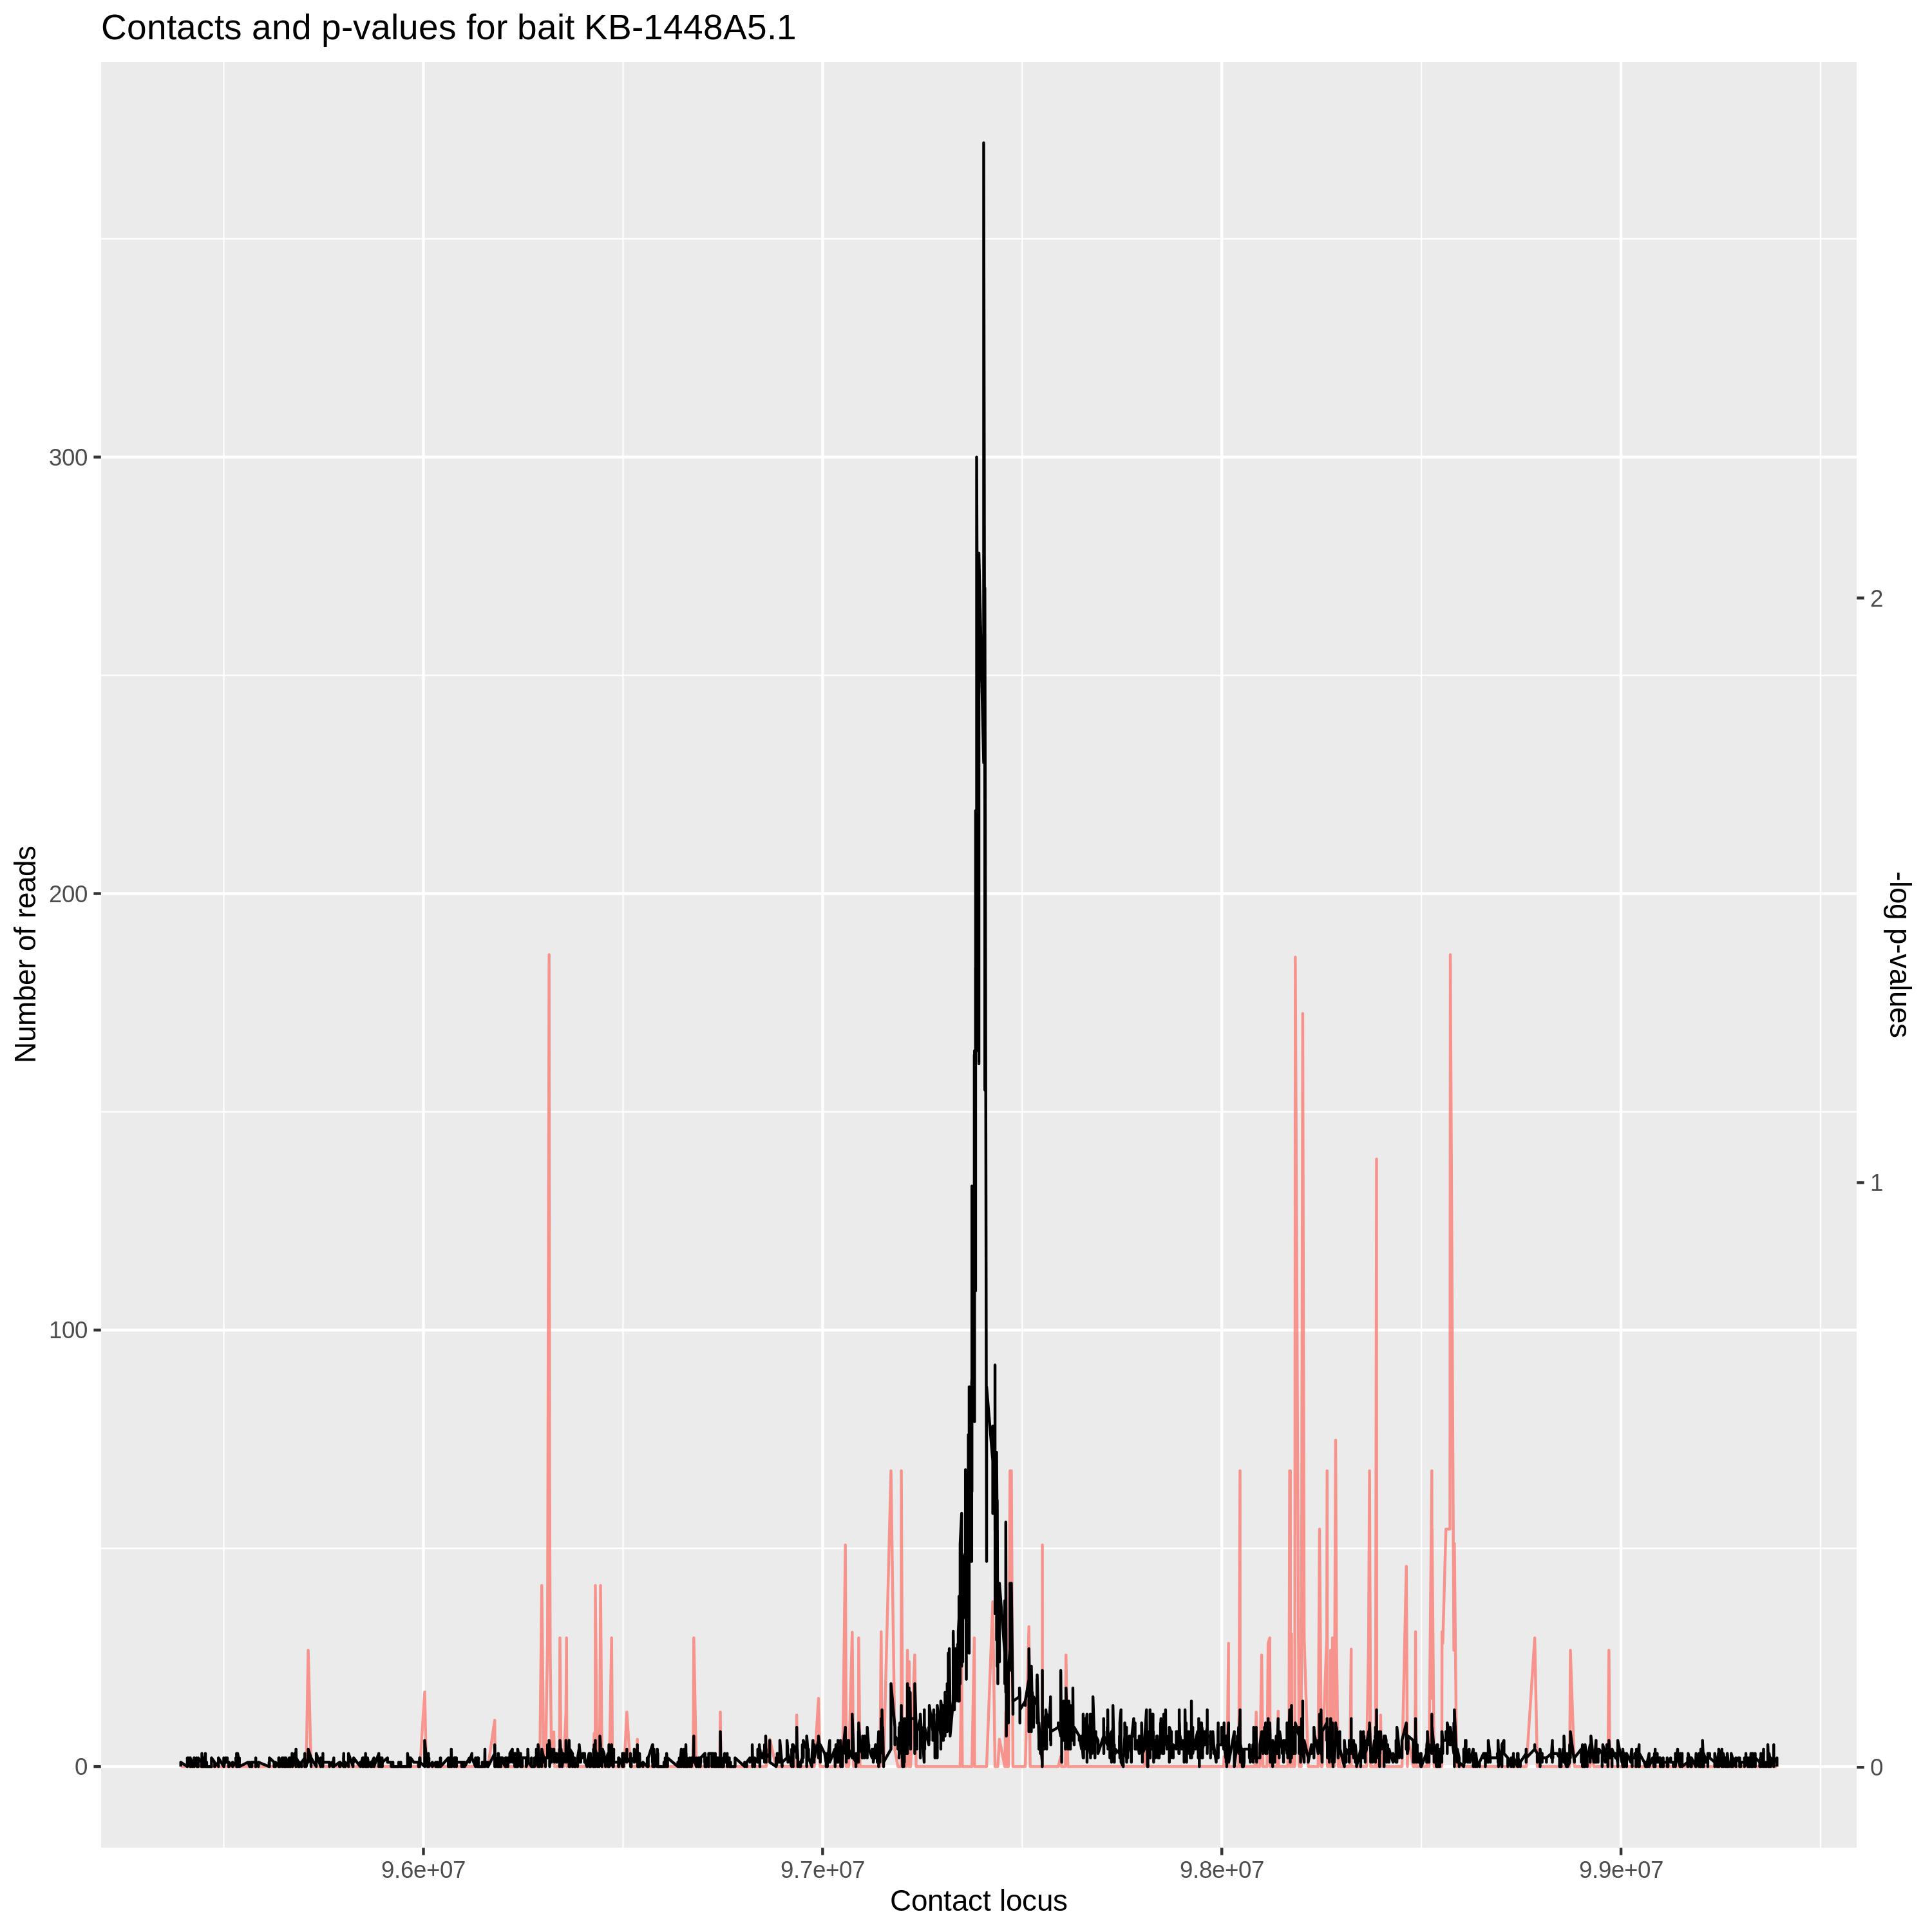 Contacts and p-values for bait KB-1448A5.1
300
200
100
0
Number of reads
2
1
0
-log p-values
9.6e+07 9.7e+07 9.8e+07 9.9e+07
Contact locus